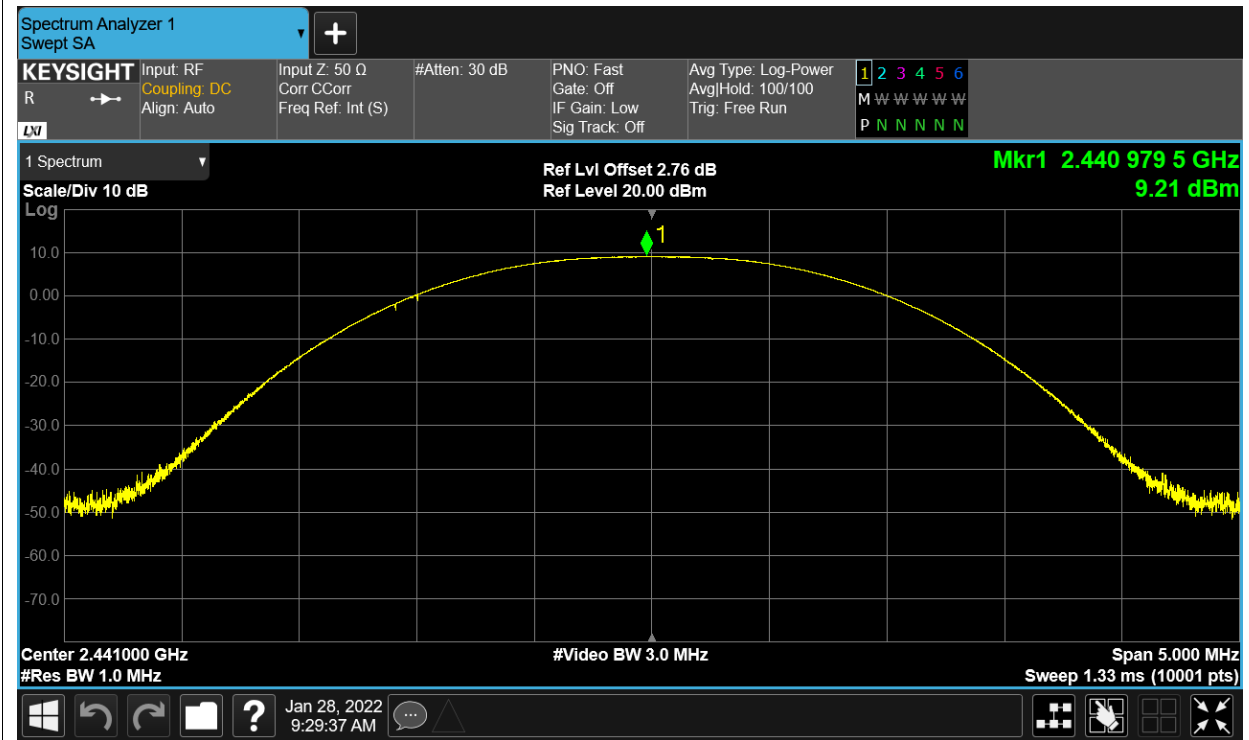 Spectrum Analyzer 1
Swept SA
KEYSIGHT
R
LXI
Input: RF
Coupling: DC
Align: Auto
Input Z: 50 Ω
Corr CCorr
Freq Ref: Int (S)
#Atten: 30 dB
PNO: Fast
Gate: Off
IF Gain: Low
Sig Track: Off
Avg Type: Log-Power
Avg|Hold: 100/100
Trig: Free Run
1 2 3 4 5 6
M W W W W W
P N N N N N
1 Spectrum
Scale/Div 10 dB
Ref Lvl Offset 2.76 dB
Ref Level 20.00 dBm
Mkr1 2.440 979 5 GHz
9.21 dBm
Log
1
10.0
0.00
-10.0
-20.0
-30.0
-40.0
-50.0
-60.0
-70.0
Center 2.441000 GHz
#Video BW 3.0 MHz
Span 5.000 MHz
#Res BW 1.0 MHz
Sweep 1.33 ms (10001 pts)
?
Jan 28, 2022
9:29:37 AM